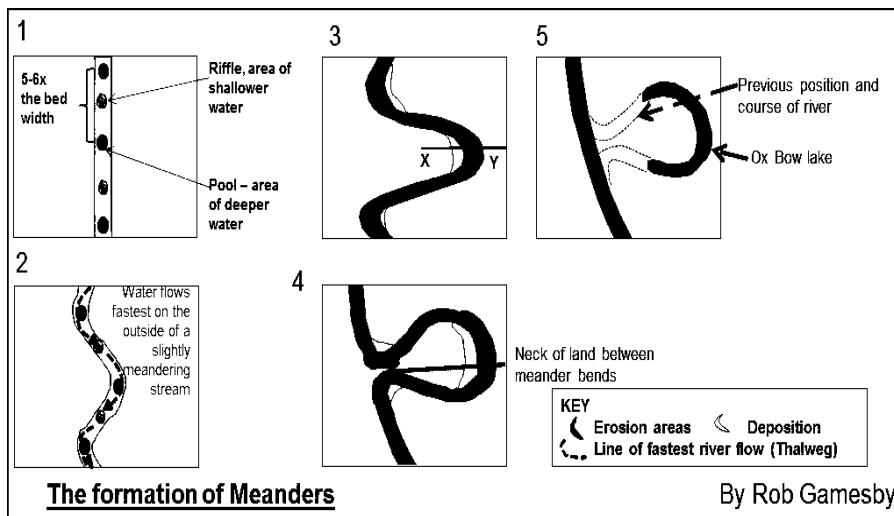 1
5-6x
the bed
width
Riffle, area of
shallower
water
Pool – area
of deeper
water
2
Water flows
fastest on the
outside of a
slightly
meandering
stream
3
X
Y
4
Neck of land between
meander bends
5
Previous position and
course of river
Ox Bow lake
KEY
Erosion areas
Deposition
Line of fastest river flow (Thalweg)
The formation of Meanders
By Rob Gamesby